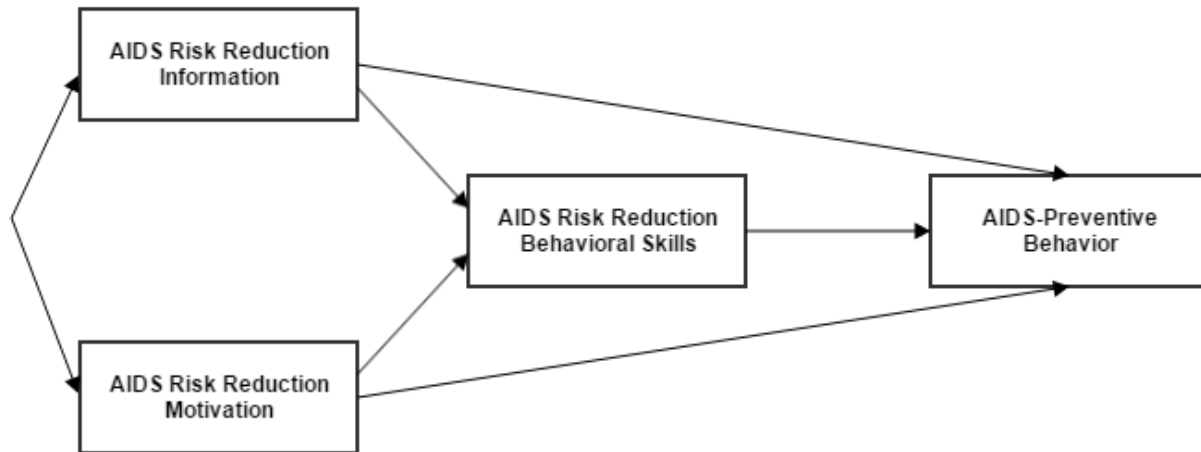 AIDS Risk Reduction
Information
AIDS Risk Reduction
Behavioral Skills
AIDS-Preventive
Behavior
AIDS Risk Reduction
Motivation